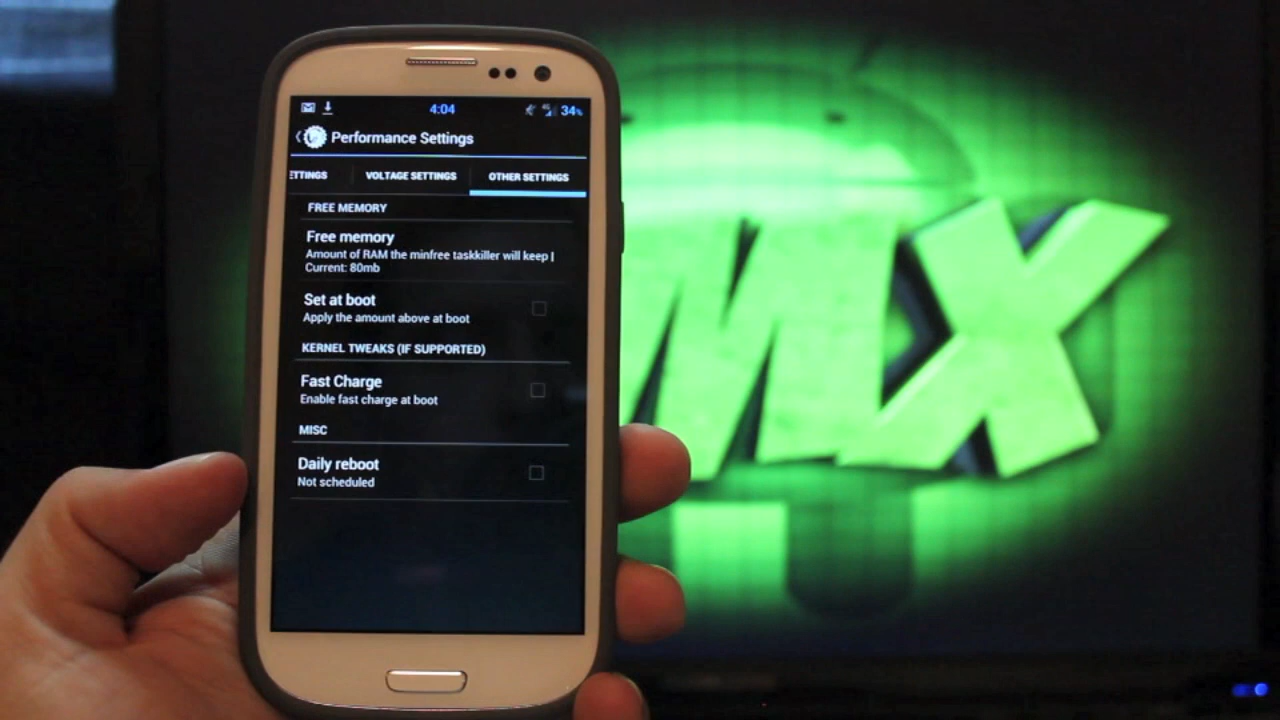 4:04
34%
Performance Settings
ETTINGS
VOLTAGE SETTINGS
OTHER SETTINGS
FREE MEMORY
Free memory
Amount of RAM the minfree taskkiller will keep |
Current: 80mb
Set at boot
Apply the amount above at boot
KERNEL TWEAKS (IF SUPPORTED)
Fast Charge
Enable fast charge at boot
MISC
Daily reboot
Not scheduled
MX